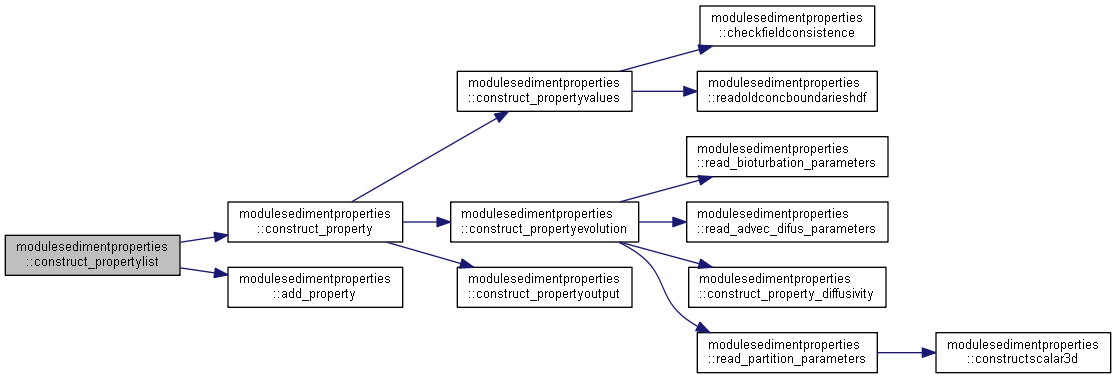 modulesedimentproperties
::checkfieldconsistence
modulesedimentproperties
::construct_propertyvalues
modulesedimentproperties
::readoldconcboundarieshdf
modulesedimentproperties
::read_bioturbation_parameters
modulesedimentproperties
::construct_property
modulesedimentproperties
::construct_propertyevolution
modulesedimentproperties
::read_advec_difus_parameters
modulesedimentproperties
::construct_propertylist
modulesedimentproperties
::add_property
modulesedimentproperties
::construct_propertyoutput
modulesedimentproperties
::construct_property_diffusivity
modulesedimentproperties
::read_partition_parameters
modulesedimentproperties
::constructscalar3d